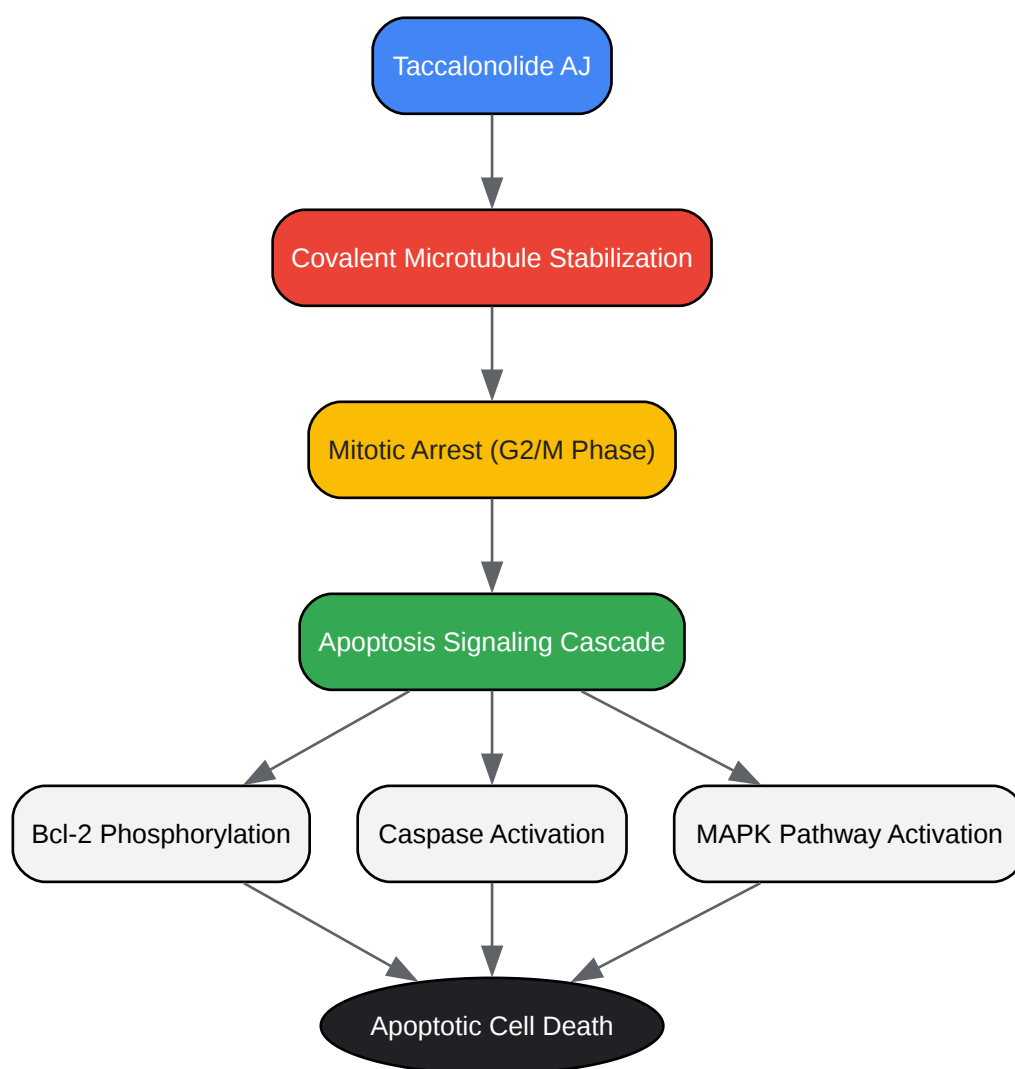 Taccalonolide AJ
Covalent Microtubule Stabilization
Mitotic Arrest (G2/M Phase)
Apoptosis Signaling Cascade
Bcl-2 Phosphorylation
Caspase Activation
MAPK Pathway Activation
Apoptotic Cell Death